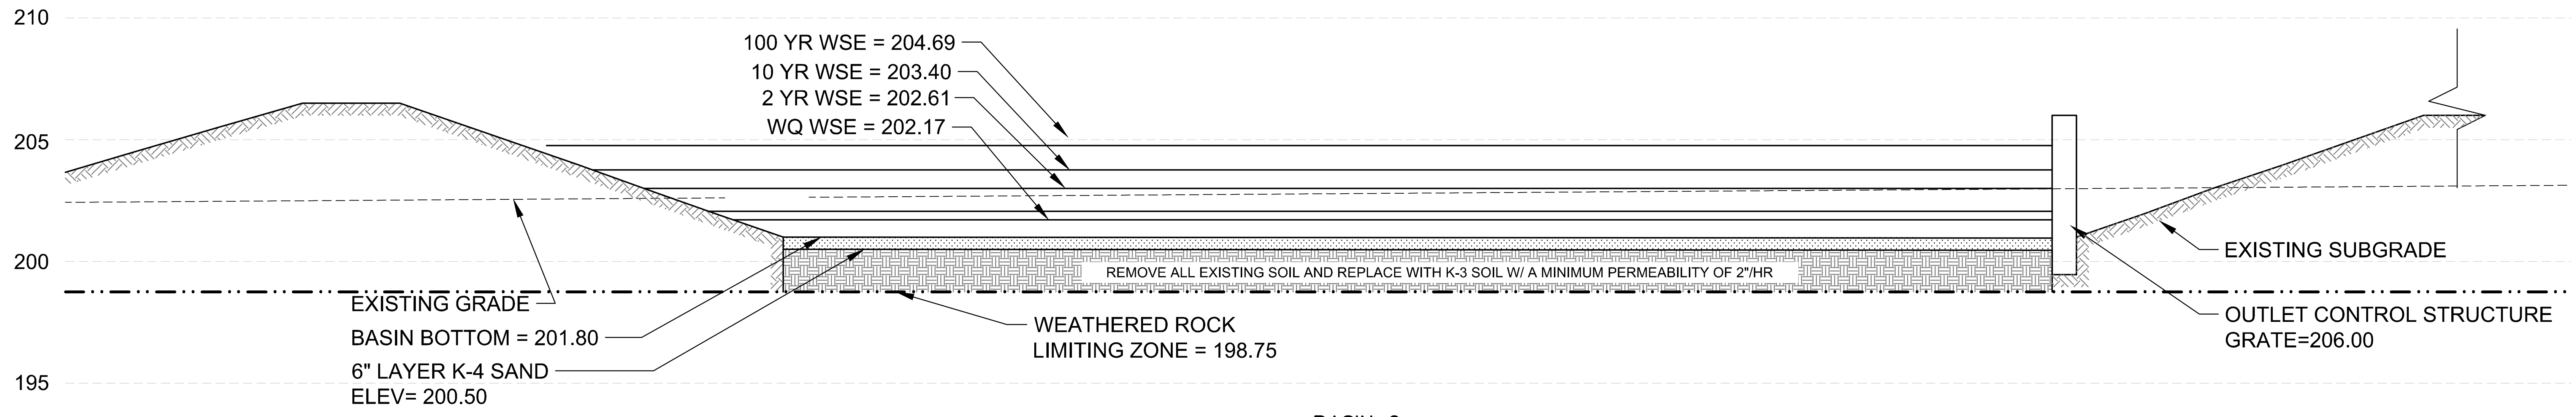 210
100 YR WSE = 204.69
10 YR WSE = 203.40
2 YR WSE = 202.61
WQ WSE = 202.17
205
200
REMOVE ALL EXISTING SOIL AND REPLACE WITH K-3 SOIL W/ A MINIMUM PERMEABILITY OF 2"/HR
EXISTING SUBGRADE
EXISTING GRADE
BASIN BOTTOM = 201.80
6" LAYER K-4 SAND
ELEV= 200.50
WEATHERED ROCK
LIMITING ZONE = 198.75
OUTLET CONTROL STRUCTURE
GRATE=206.00
195